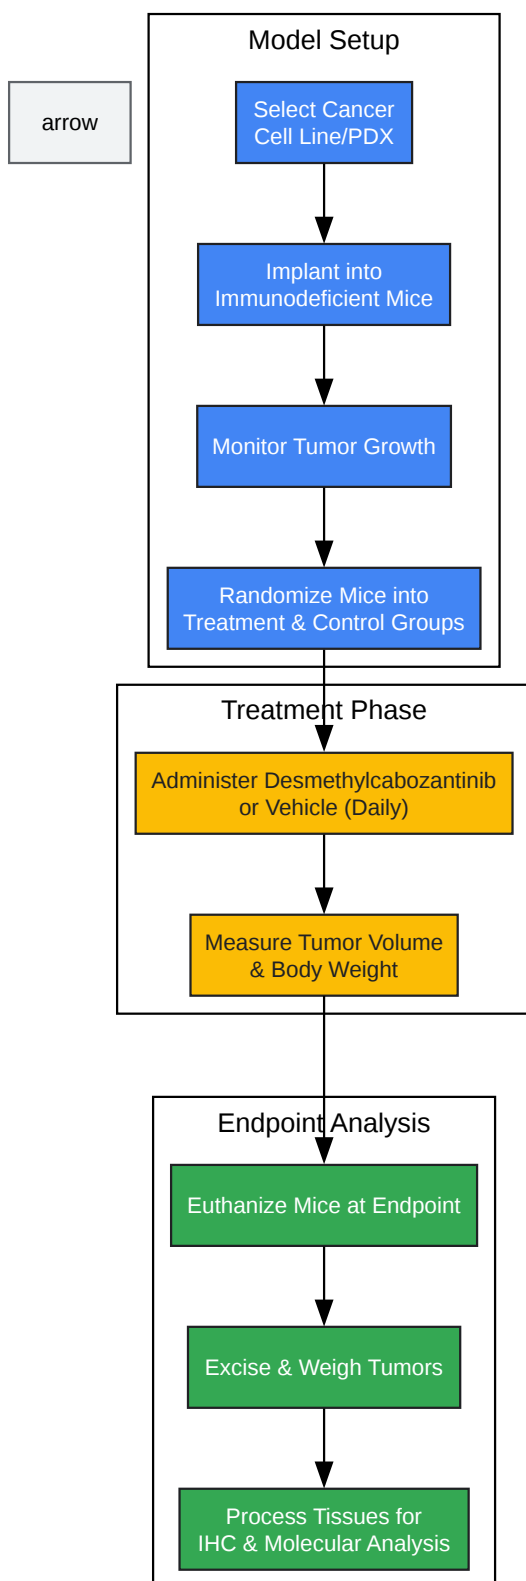 Model Setup
arrow
Select Cancer
Cell Line/PDX
Implant into
Immunodeficient Mice
Monitor Tumor Growth
Randomize Mice into
Treatment & Control Groups
Treatment Phase
Administer Desmethylcabozantinib
or Vehicle (Daily)
Measure Tumor Volume
& Body Weight
Endpoint Analysis
Euthanize Mice at Endpoint
Excise & Weigh Tumors
Process Tissues for
IHC & Molecular Analysis